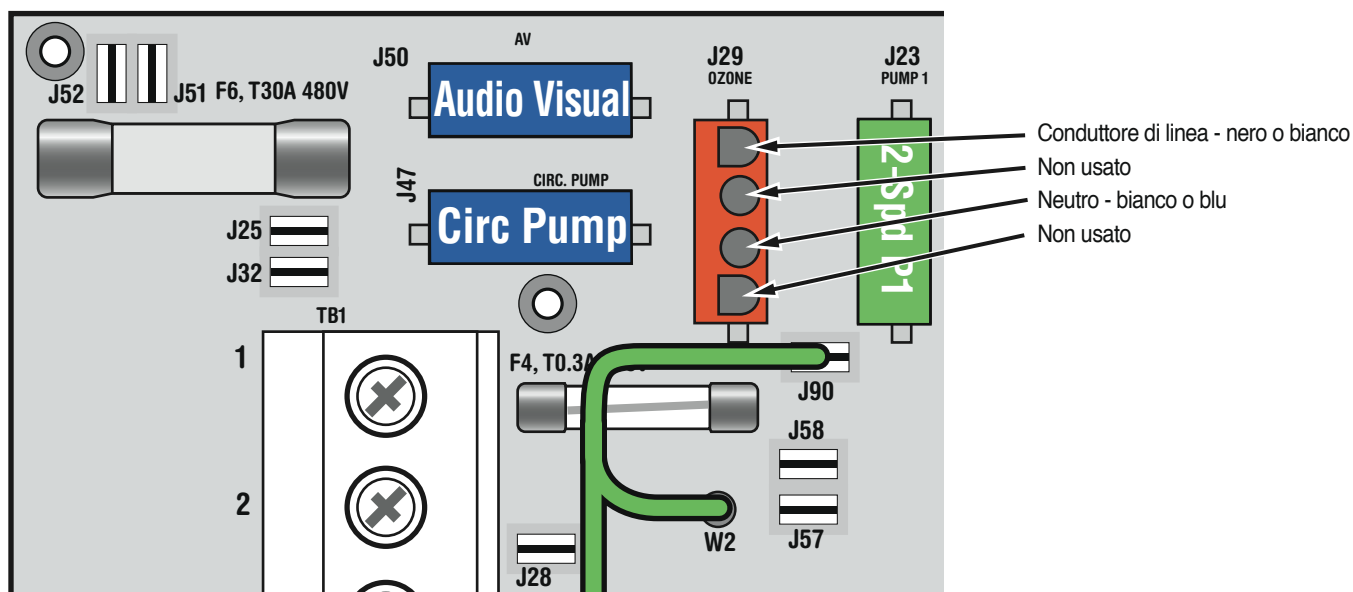 AV
J50
J29
OZONE
J23
PUMP 1
J52
J51 F6, T30A 480V
Audio Visual
Conduttore di linea - nero o bianco
Non usato
Neutro - bianco o blu
Non usato
2-Spd P1
J47
CIRC. PUMP
Circ Pump
J25
J32
TB1
1
F4, T0.3A
J90
J58
2
W2
J57
J28